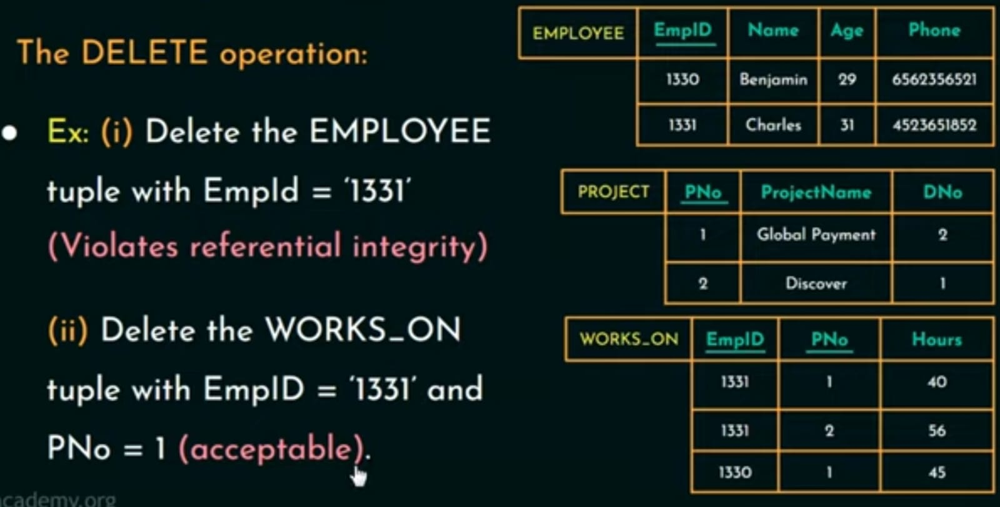 The DELETE operation:
Ex: (i) Delete the EMPLOYEE
tuple with EmpId = ‘1331’
(Violates referential integrity)
(ii) Delete the WORKS_ON
tuple with EmpID = ‘1331’ and
PNo = 1 (acceptable).
EMPLOYEE EmpID Name Age Phone
1330 Benjamin 29 6562356521
1331 Charles 31 4523651852
PROJECT PNo ProjectName DNo
1 Global Payment 2
2 Discover 1
WORKS_ON EmpID PNo Hours
1331 1 40
1331 2 56
1330 1 45
academy.org